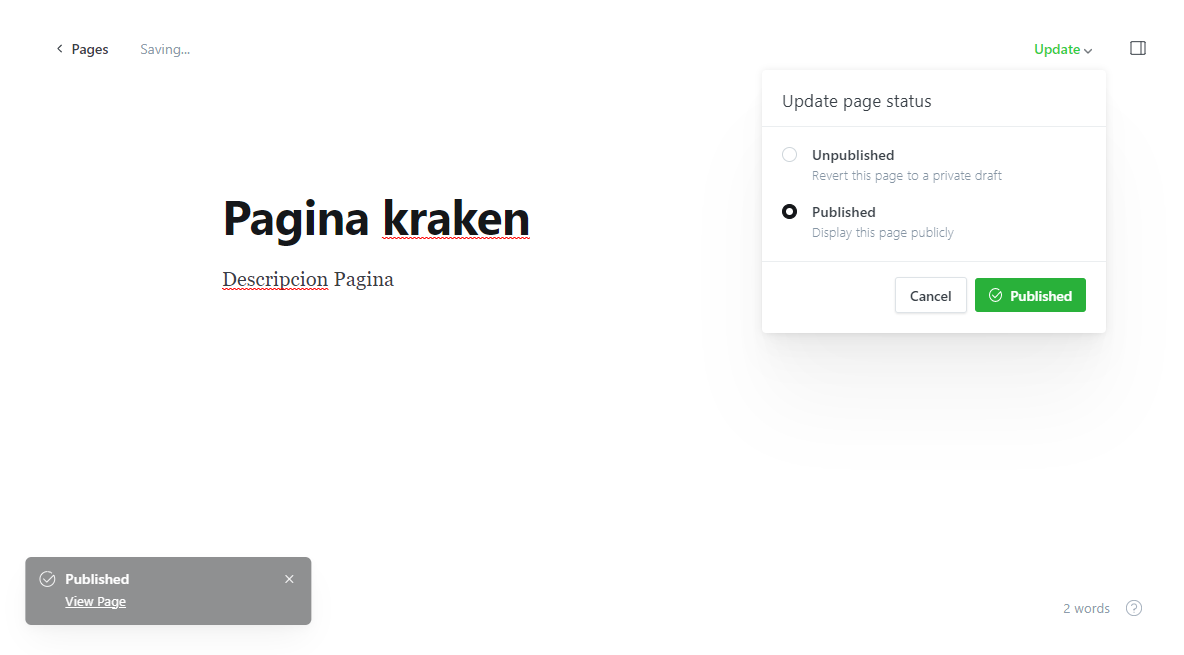 Pages
Saving...
Update
Update page status
Unpublished
Revert this page to a private draft
Published
Display this page publicly
Cancel
Published
Pagina kraken
Descripcion Pagina
Published
View Page
2 words
?